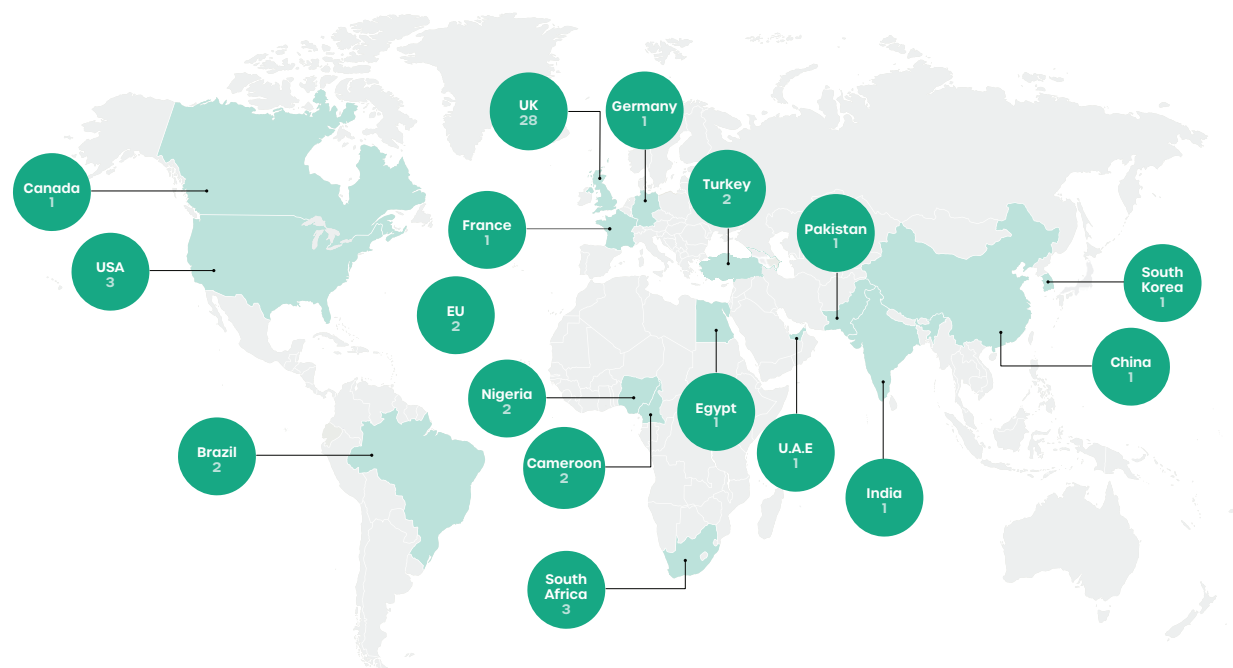 UK
28
Germany
1
Canada
1
Turkey
2
France
1
Pakistan
1
USA
3
South
Korea
1
EU
2
China
1
Nigeria
2
Egypt
1
Brazil
2
Cameroon
2
U.A.E
1
India
1
South
Africa
3